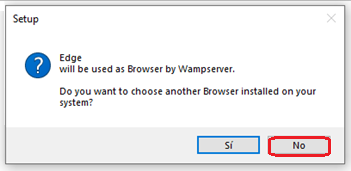 Setup
Edge
will be used as Browser by Wampserver.
Do you want to choose another Browser installed on your
system?
Sí
No